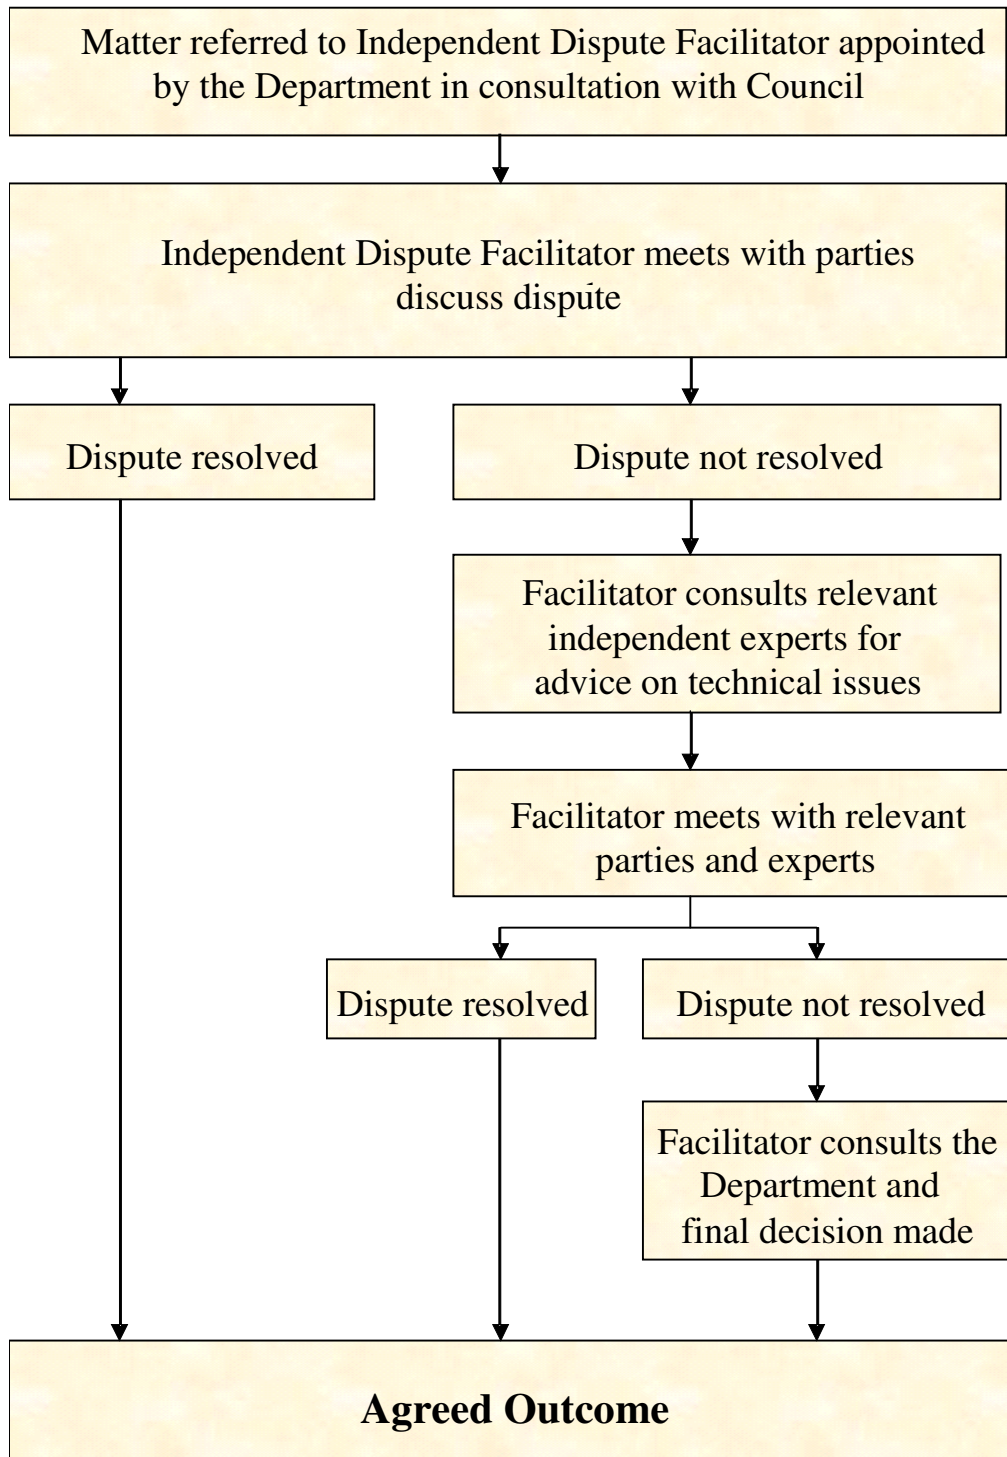 Matter referred to Independent Dispute Facilitator appointed
by the Department in consultation with Council
Independent Dispute Facilitator meets with parties
discuss dispute
Dispute resolved
Dispute not resolved
Facilitator consults relevant
independent experts for
advice on technical issues
Facilitator meets with relevant
parties and experts
Dispute resolved
Dispute not resolved
Facilitator consults the
Department and
final decision made
Agreed Outcome